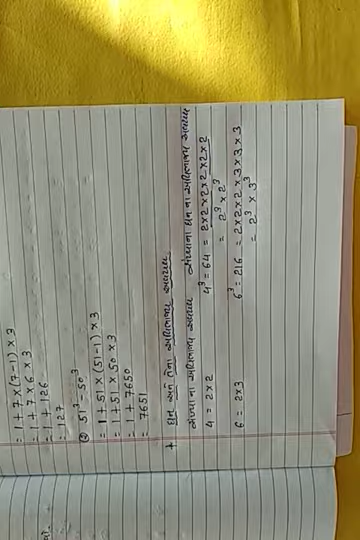 = 1 + 7 × (7-1) × 3
= 1 + 7 × 6 × 3
= 1 + 126
= 127
② 51³ - 50³
= 1 + 51 × (51-1) × 3
= 1 + 51 × 50 × 3
= 1 + 7650
= 7651
* ઘન અને તેના અવિભાજ્ય અવયવ
સંખ્યાના અવિભાજ્ય અવયવ સંખ્યાના ઘન ના અવિભાજ્ય અવયવ
4 = 2×2 4³ = 64 = 2×2×2×2×2×2
= 2³ × 2³
6 = 2×3 6³ = 216 = 2×2×2×3×3×3
= 2³ × 3³